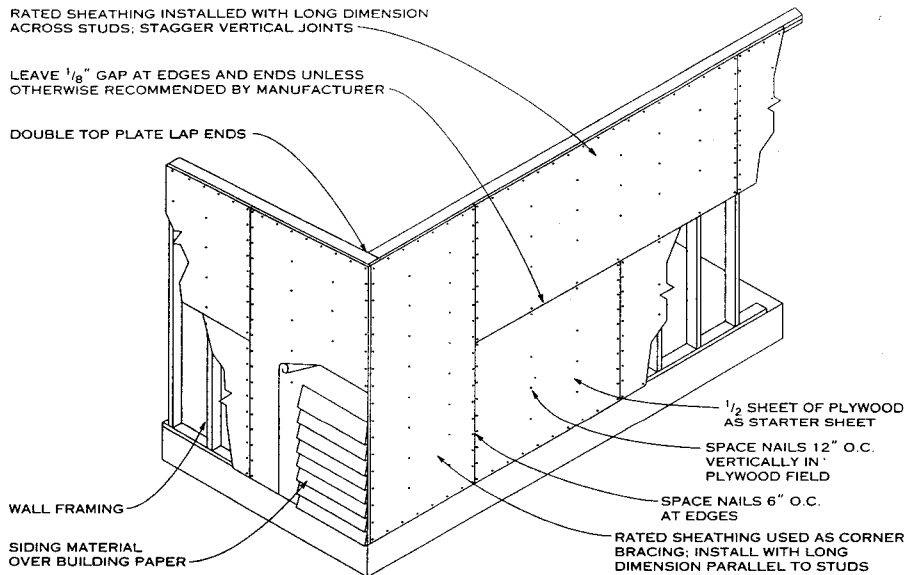 RATED SHEATHING INSTALLED WITH LONG DIMENSION
ACROSS STUDS; STAGGER VERTICAL JOINTS
LEAVE 1/8" GAP AT EDGES AND ENDS UNLESS
OTHERWISE RECOMMENDED BY MANUFACTURER
DOUBLE TOP PLATE LAP ENDS
1/2 SHEET OF PLYWOOD
AS STARTER SHEET
SPACE NAILS 12" O.C.
VERTICALLY IN
PLYWOOD FIELD
SPACE NAILS 6" O.C.
AT EDGES
RATED SHEATHING USED AS CORNER
BRACING; INSTALL WITH LONG
DIMENSION PARALLEL TO STUDS
WALL FRAMING
SIDING MATERIAL
OVER BUILDING PAPER